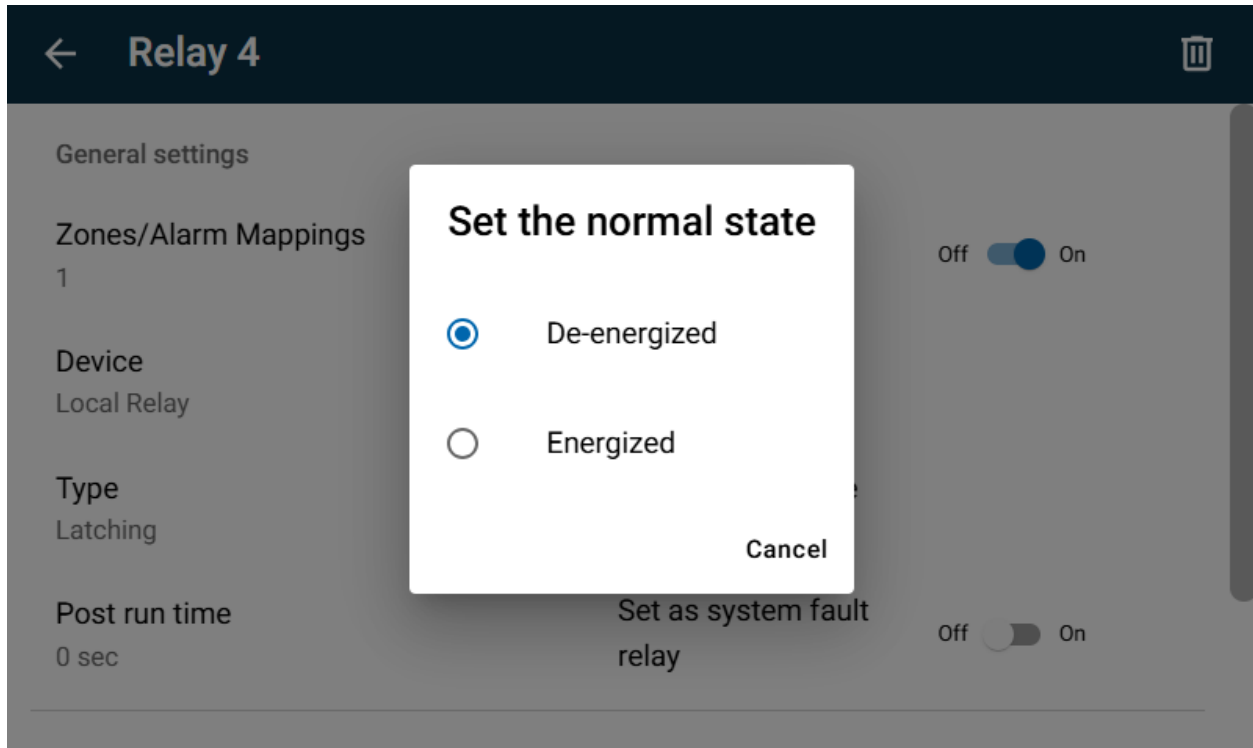 Relay 4
General settings
Zones/Alarm Mappings
1
Off On
Device
Local Relay
Type
Latching
Post run time
0 sec
Set as system fault
relay
Off On
Set the normal state
De-energized
Energized
Cancel